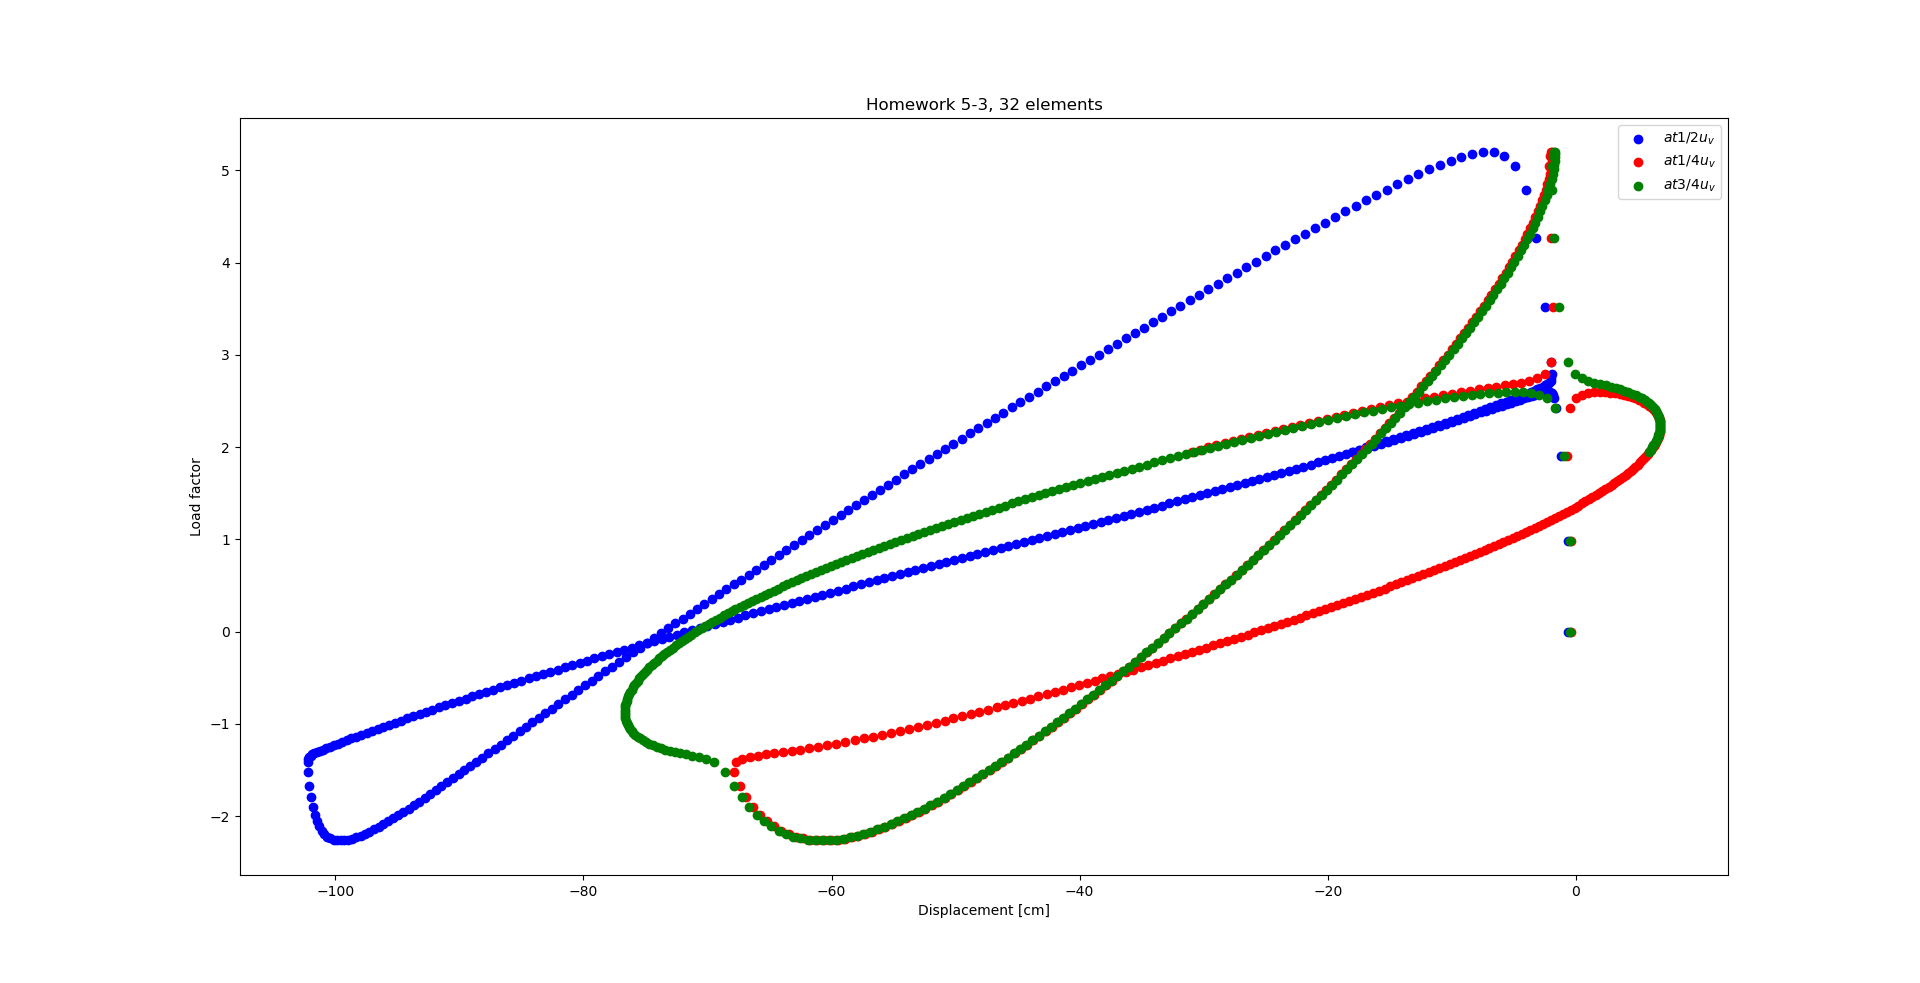 Homework 5-3, 32 elements
at1/2u_v
at1/4u_v
at3/4u_v
Load factor
5
4
3
2
1
0
−1
−2
−100
−80
−60
−40
−20
0
Displacement [cm]